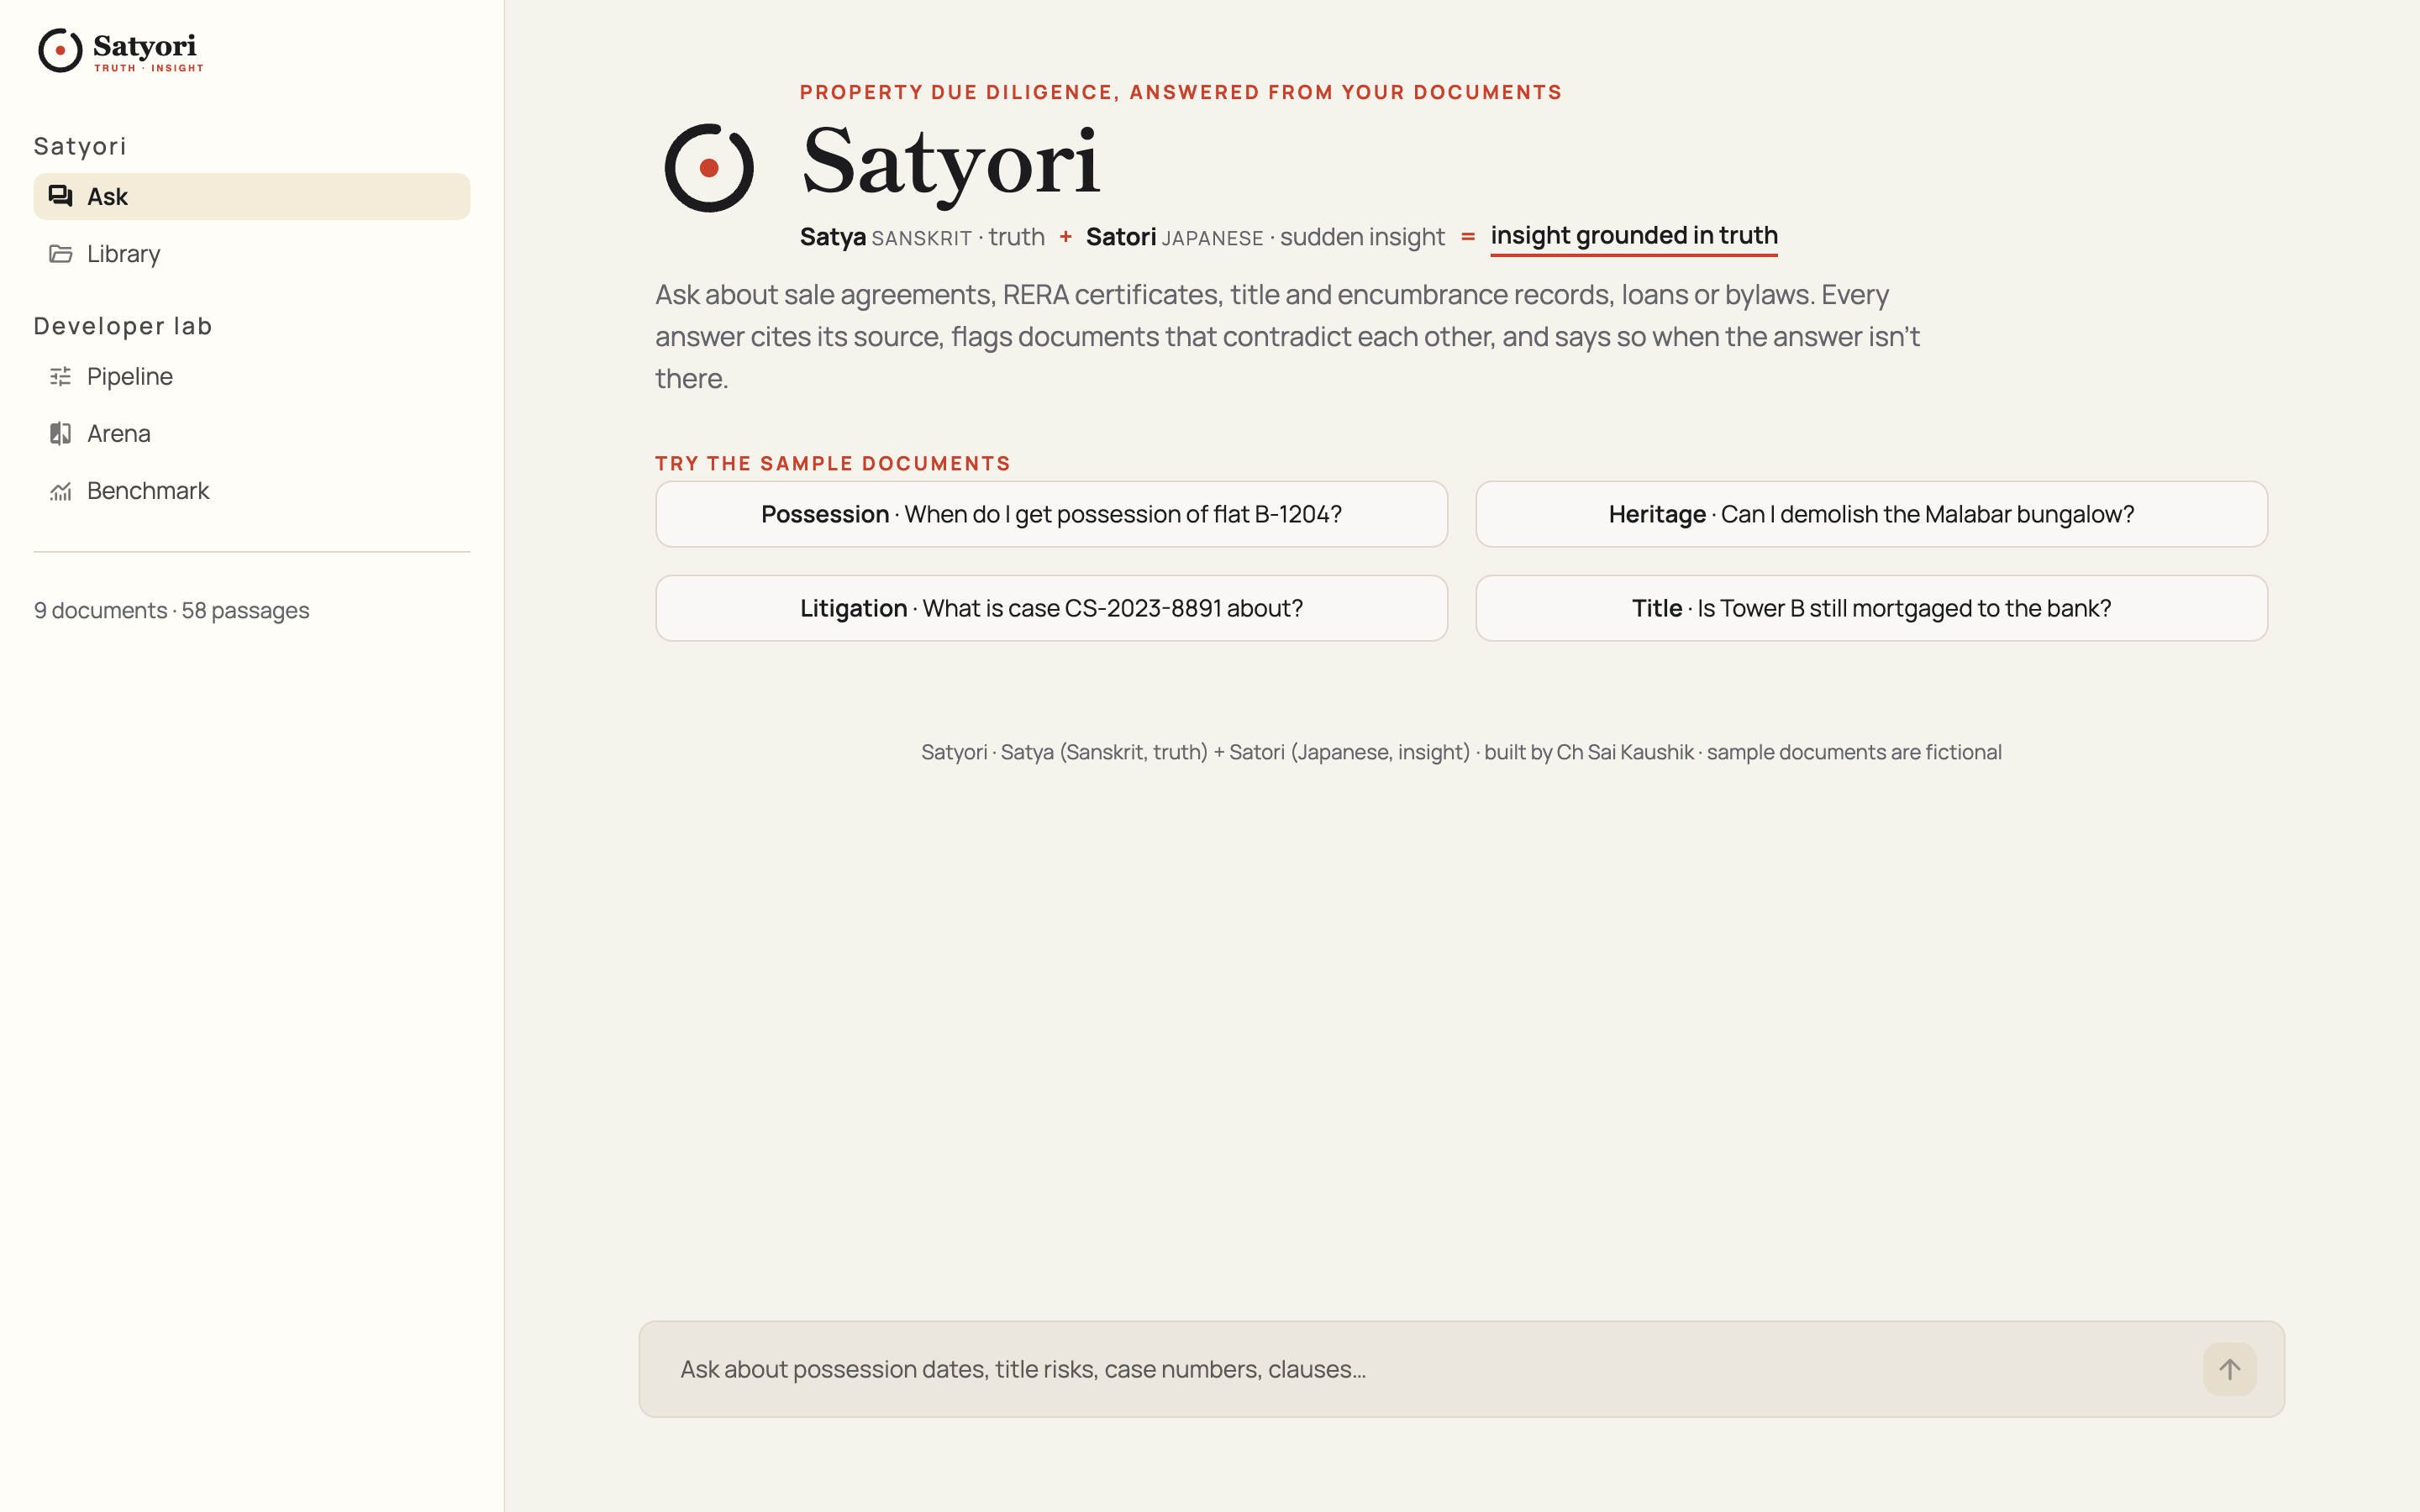 Satyori
TRUTH · INSIGHT
Satyori
Ask
Library
Developer lab
Pipeline
Arena
Benchmark
9 documents · 58 passages
PROPERTY DUE DILIGENCE, ANSWERED FROM YOUR DOCUMENTS
Satyori
Satya SANSKRIT · truth + Satori JAPANESE · sudden insight = insight grounded in truth
Ask about sale agreements, RERA certificates, title and encumbrance records, loans or bylaws. Every
answer cites its source, flags documents that contradict each other, and says so when the answer isn’t
there.
TRY THE SAMPLE DOCUMENTS
Possession · When do I get possession of flat B-1204?
Heritage · Can I demolish the Malabar bungalow?
Litigation · What is case CS-2023-8891 about?
Title · Is Tower B still mortgaged to the bank?
Satyori · Satya (Sanskrit, truth) + Satori (Japanese, insight) · built by Ch Sai Kaushik · sample documents are fictional
Ask about possession dates, title risks, case numbers, clauses…